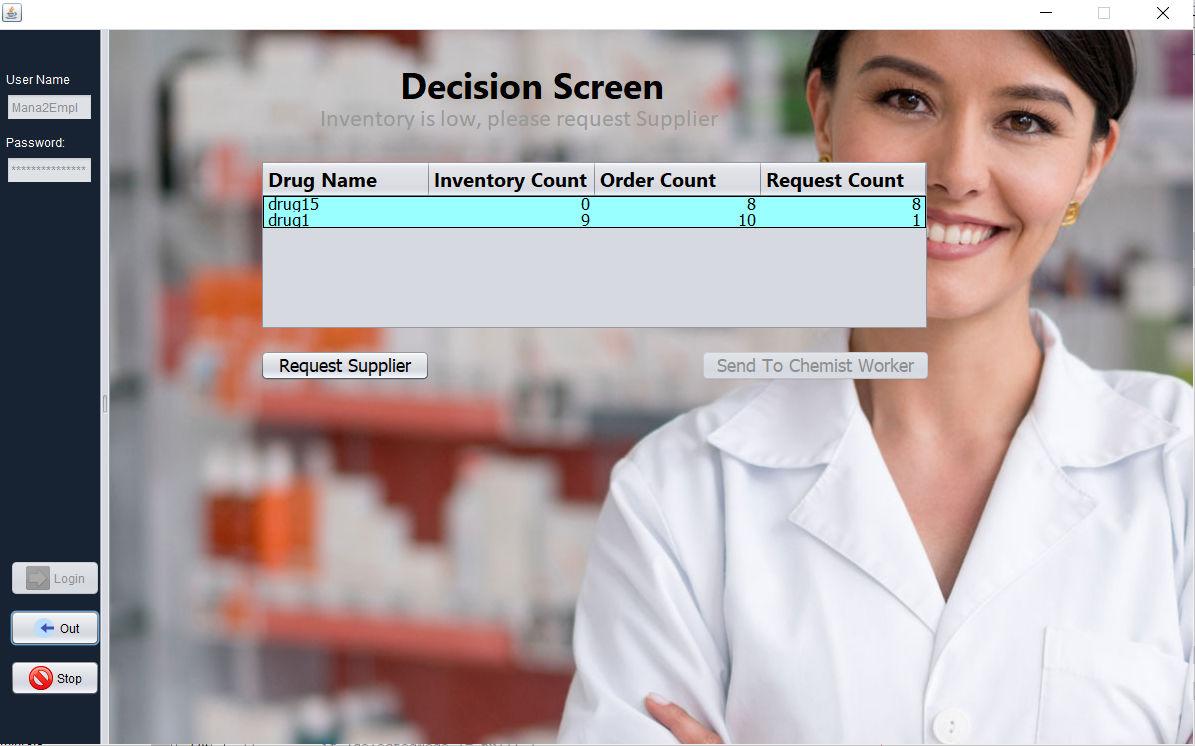 User Name
Mana2Empl
Password:
***************
Login
Out
Stop
Decision Screen
Inventory is low, please request Supplier
Drug Name Inventory Count Order Count Request Count
drug15 0 8 8
drug1 9 10 1
Request Supplier Send To Chemist Worker